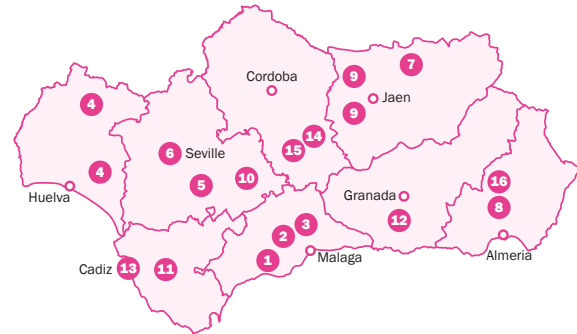 7
9
Cordoba
Jaen
4
9
14
15
6
Seville
10
5
4
16
Huelva
Granada
8
12
3
2
Malaga
Almeria
1
Cadiz
13
11